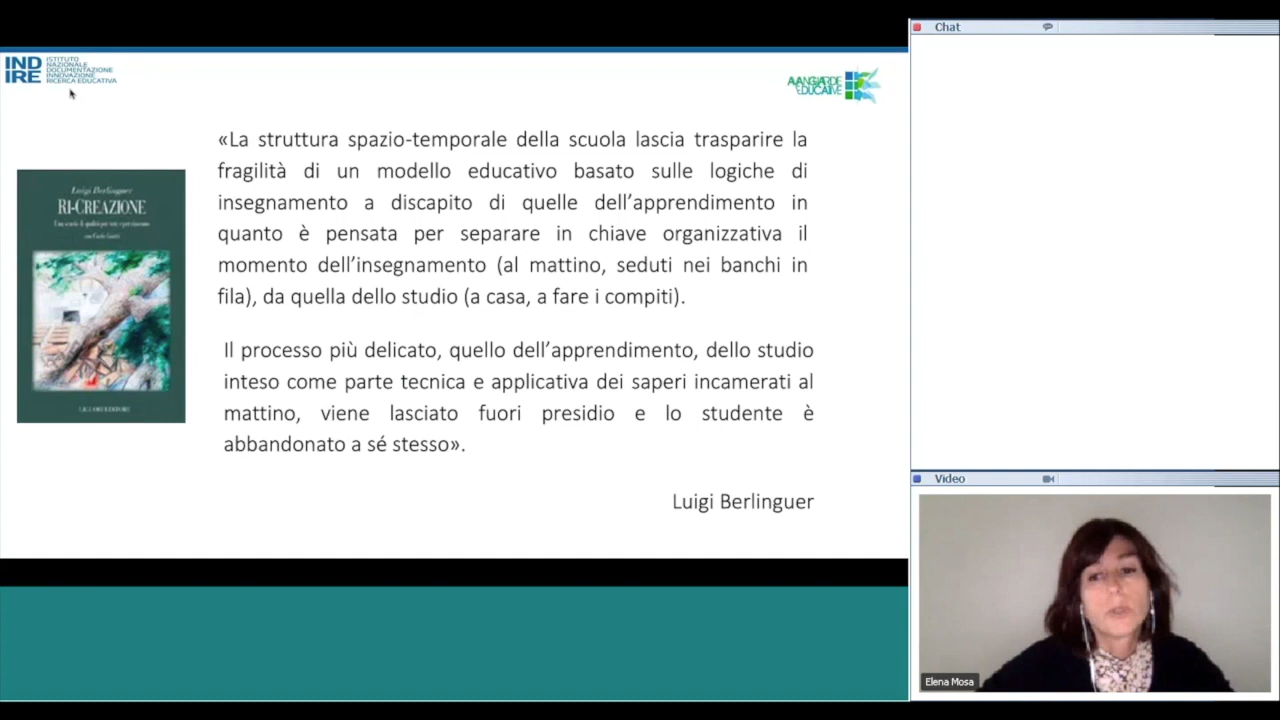 IND
IRE
ISTITUTO
NAZIONALE
DOCUMENTAZIONE
INNOVAZIONE
RICERCA EDUCATIVA
AVANGUARDIE
EDUCATIVE
«La struttura spazio-temporale della scuola lascia trasparire la
fragilità di un modello educativo basato sulle logiche di
insegnamento a discapito di quelle dell'apprendimento in
quanto è pensata per separare in chiave organizzativa il
momento dell'insegnamento (al mattino, seduti nei banchi in
fila), da quella dello studio (a casa, a fare i compiti).
Luigi Berlinguer
RI-CREAZIONE
Il processo più delicato, quello dell'apprendimento, dello studio
inteso come parte tecnica e applicativa dei saperi incamerati al
mattino, viene lasciato fuori presidio e lo studente è
abbandonato a sé stesso».
Luigi Berlinguer
Chat
Video
Elena Mosa